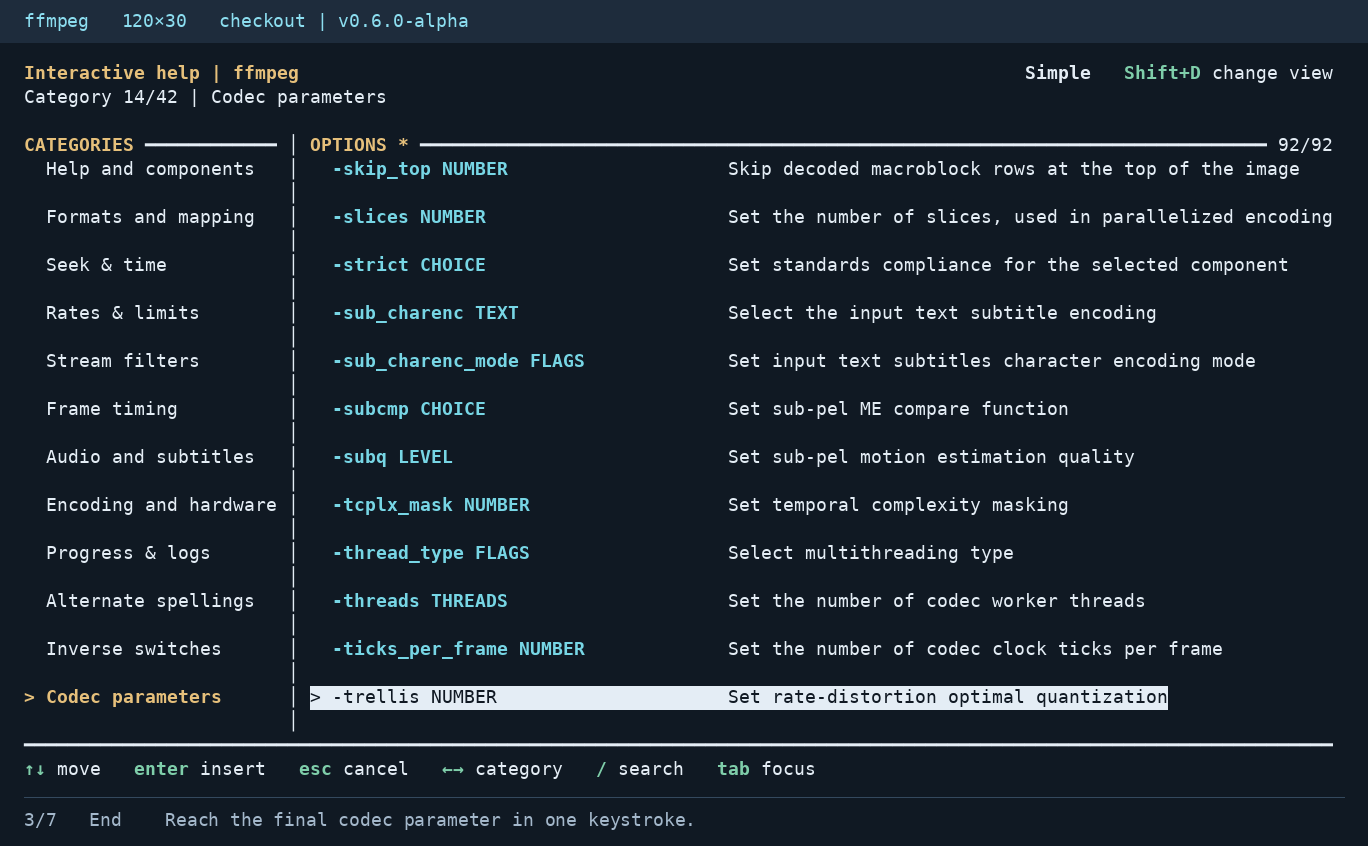 ffmpeg   120×30   checkout | v0.6.0-alpha
Interactive help | ffmpeg   Simple   Shift+D change view
Category 14/42 | Codec parameters
CATEGORIES │ OPTIONS * 92/92
Help and components │ -skip_top NUMBER   Skip decoded macroblock rows at the top of the image
Formats and mapping │ -slices NUMBER   Set the number of slices, used in parallelized encoding
Seek & time │ -strict CHOICE   Set standards compliance for the selected component
Rates & limits │ -sub_charenc TEXT   Select the input text subtitle encoding
Stream filters │ -sub_charenc_mode FLAGS   Set input text subtitles character encoding mode
Frame timing │ -subcmp CHOICE   Set sub-pel ME compare function
Audio and subtitles │ -subq LEVEL   Set sub-pel motion estimation quality
Encoding and hardware │ -tcplx_mask NUMBER   Set temporal complexity masking
Progress & logs │ -thread_type FLAGS   Select multithreading type
Alternate spellings │ -threads THREADS   Set the number of codec worker threads
Inverse switches │ -ticks_per_frame NUMBER   Set the number of codec clock ticks per frame
> Codec parameters │ > -trellis NUMBER   Set rate-distortion optimal quantization
↑↓ move   enter insert   esc cancel   ←→ category   / search   tab focus
3/7   End   Reach the final codec parameter in one keystroke.